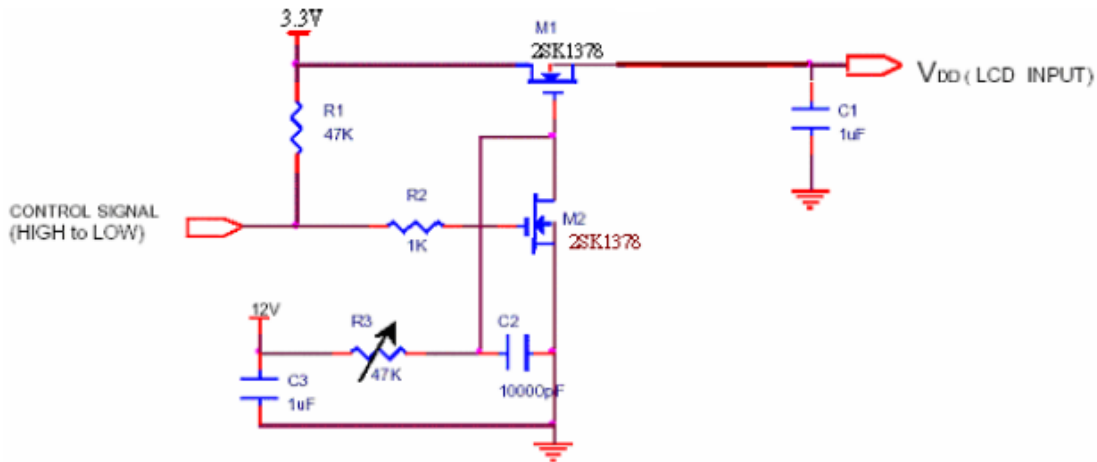 3.3V
M1
2SK1378
VDD ( LCD INPUT)
R1
47K
C1
1uF
R2
1K
CONTROL SIGNAL
(HIGH to LOW)
M2
2SK1378
12V
R3
47K
C2
10000pF
C3
1uF